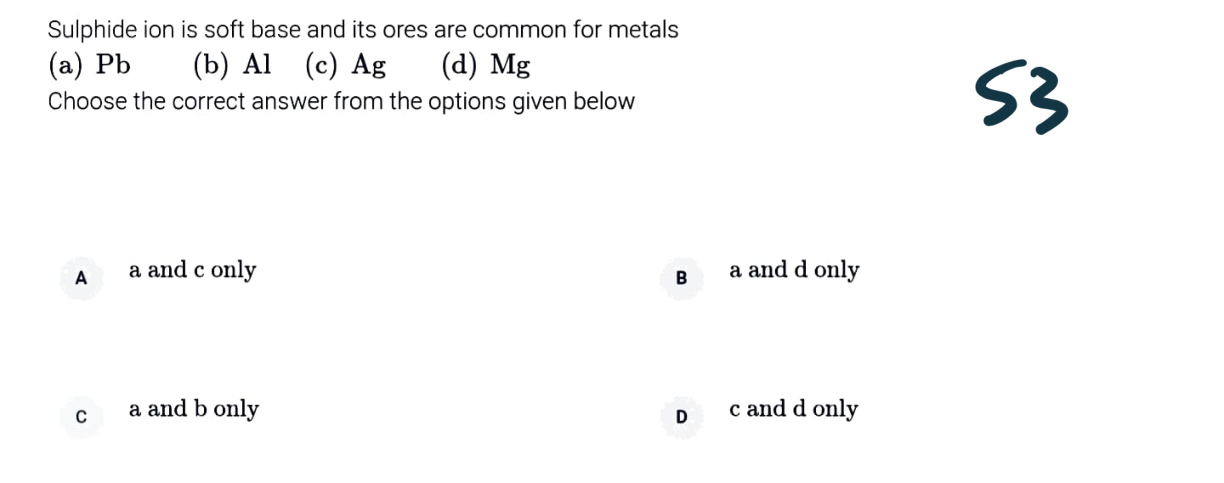 Sulphide ion is soft base and its ores are common for metals
(a) Pb (b) Al (c) Ag (d) Mg
Choose the correct answer from the options given below
53
A a and c only
B a and d only
C a and b only
D c and d only